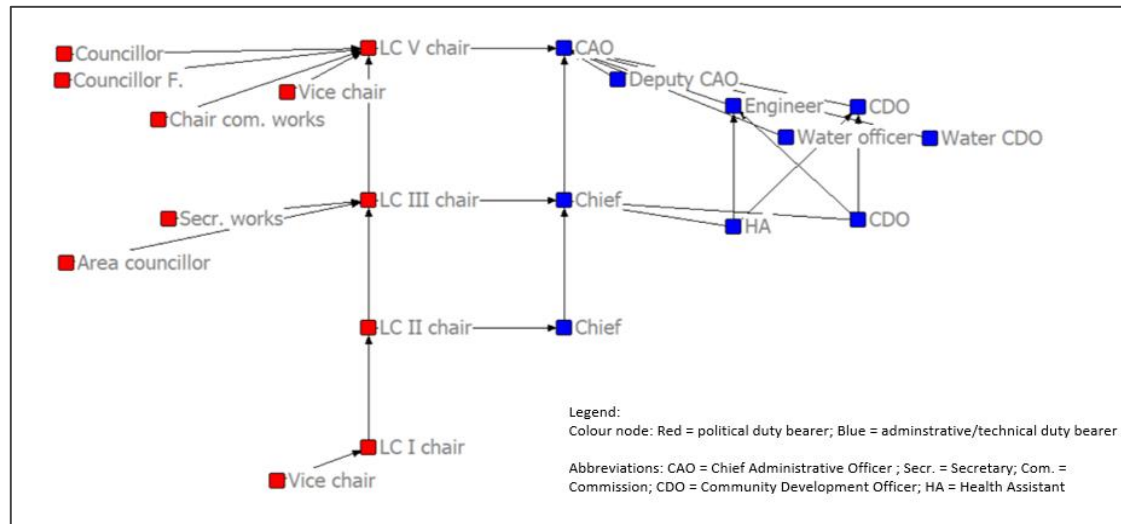 Councillor
LC V chair
CAO
Councillor F.
Vice chair
Deputy CAO
Chair com. works
Engineer
CDO
Water officer
Water CDO
Secr. works
LC III chair
Chief
HA
CDO
Area councillor
LC II chair
Chief
LC I chair
Vice chair
Legend:
Colour node: Red = political duty bearer; Blue = adminstrative/technical duty bearer
Abbreviations: CAO = Chief Administrative Officer ; Secr. = Secretary; Com. =
Commission; CDO = Community Development Officer; HA = Health Assistant